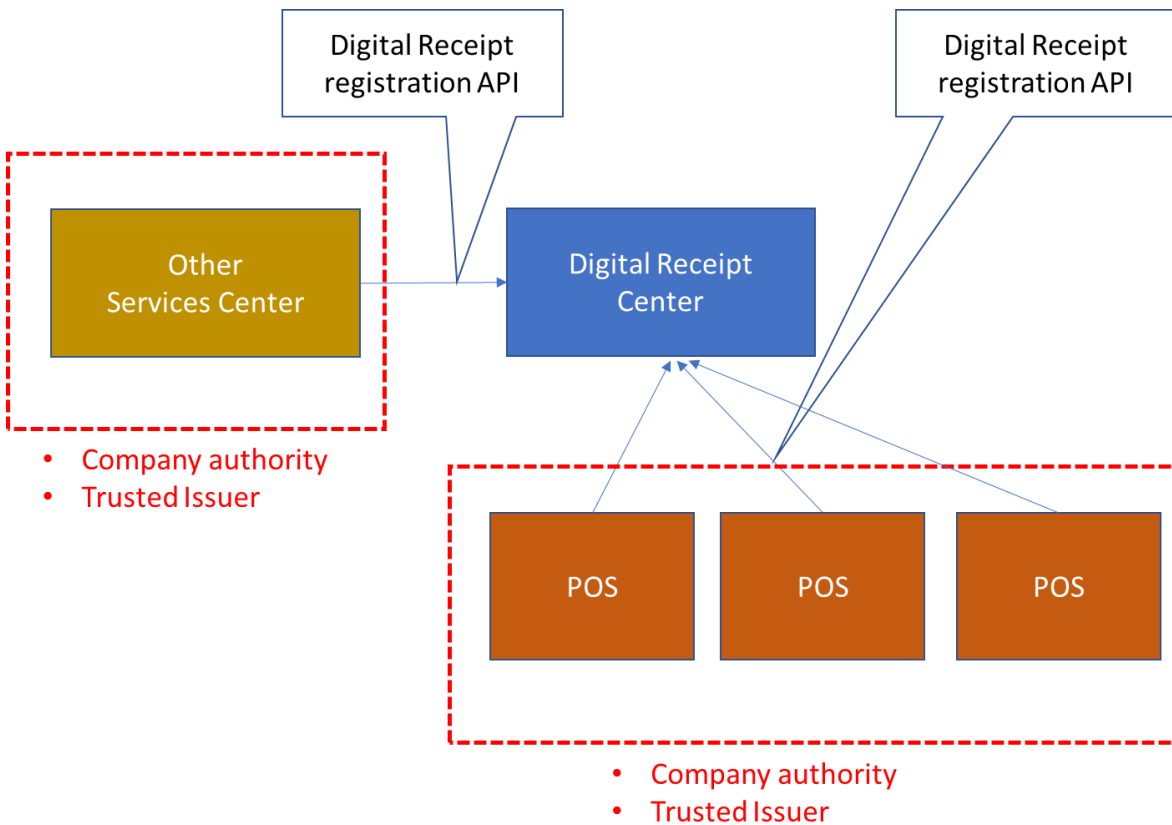 Digital Receipt
registration API
Digital Receipt
registration API
Other
Services Center
Digital Receipt
Center
• Company authority
• Trusted Issuer
POS
POS
POS
• Company authority
• Trusted Issuer